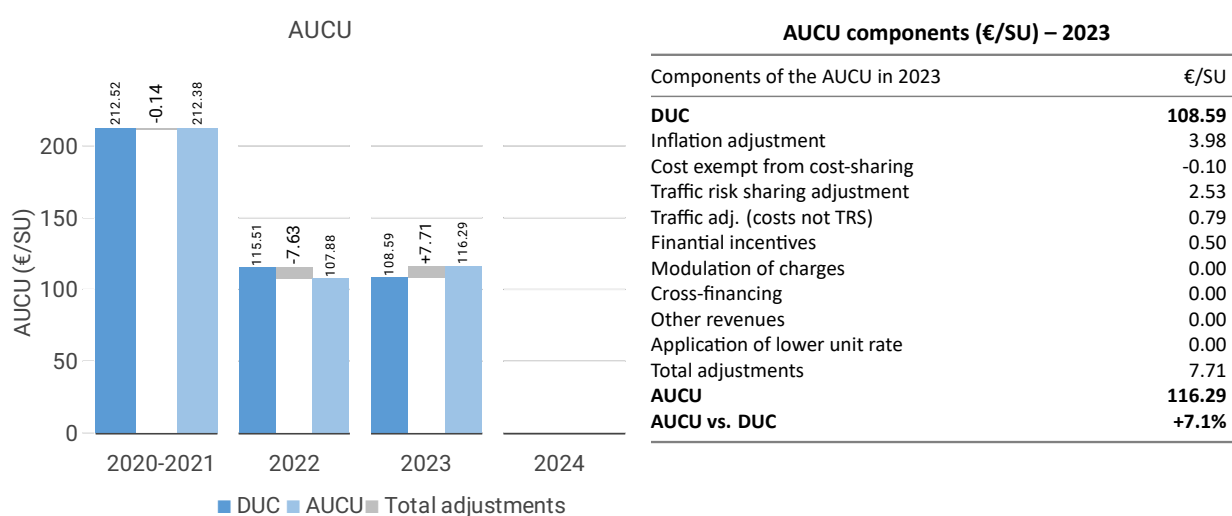 AUCU
AUCU (€/SU)
200
150
100
50
0
212.52
-0.14
212.38
115.51
-7.63
107.88
108.59
+7.71
116.29
2020-2021
2022
2023
2024
DUC
AUCU
Total adjustments
AUCU components (€/SU) – 2023
Components of the AUCU in 2023 €/SU
DUC 108.59
Inflation adjustment 3.98
Cost exempt from cost-sharing -0.10
Traffic risk sharing adjustment 2.53
Traffic adj. (costs not TRS) 0.79
Finantial incentives 0.50
Modulation of charges 0.00
Cross-financing 0.00
Other revenues 0.00
Application of lower unit rate 0.00
Total adjustments 7.71
AUCU 116.29
AUCU vs. DUC +7.1%